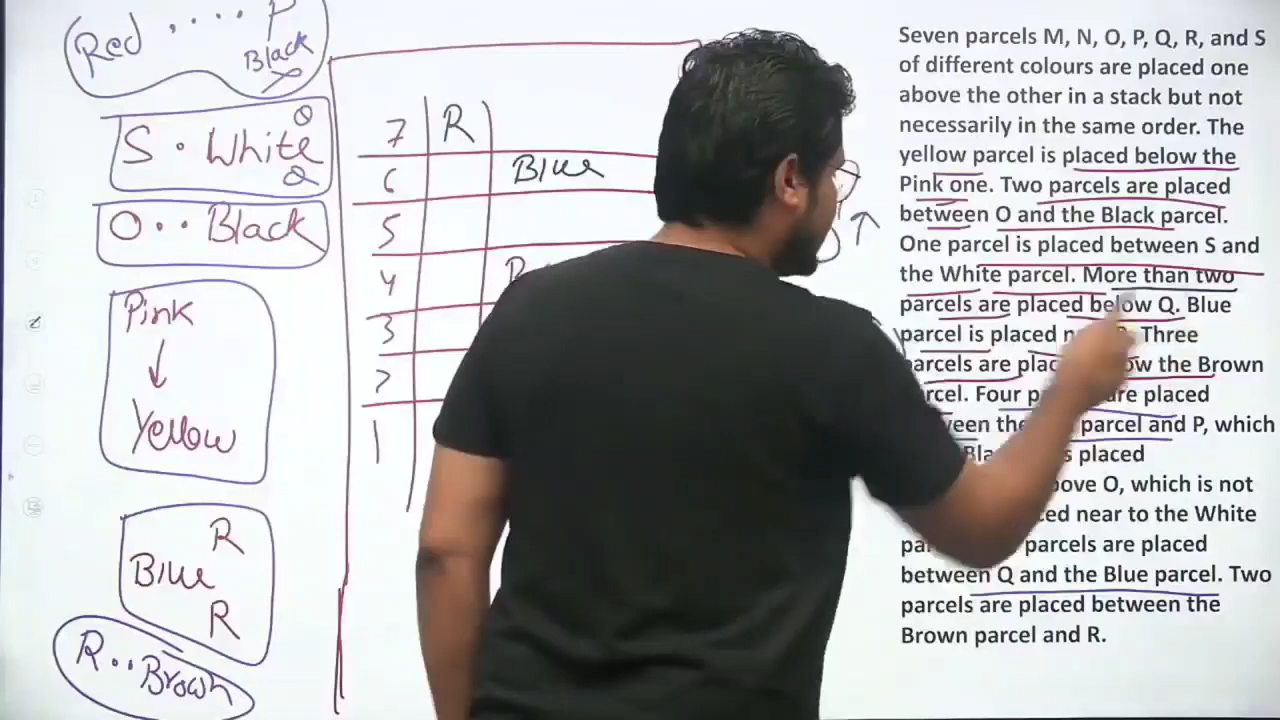 Red ..... P
Black
S . White
Q
Q
O .. Black
Pink
↓
Yellow
R
Blue
R
R .. Brown
7 R
6 Blue
5
4
3
2
1
Seven parcels M, N, O, P, Q, R, and S
of different colours are placed one
above the other in a stack but not
necessarily in the same order. The
yellow parcel is placed below the
Pink one. Two parcels are placed
between O and the Black parcel.
One parcel is placed between S and
the White parcel. More than two
parcels are placed below Q. Blue
parcel is placed Three
parcels are the Brown
Four are placed
the parcel and P, which
placed
O, which is not
near to the White
parcels are placed
between Q and the Blue parcel. Two
parcels are placed between the
Brown parcel and R.